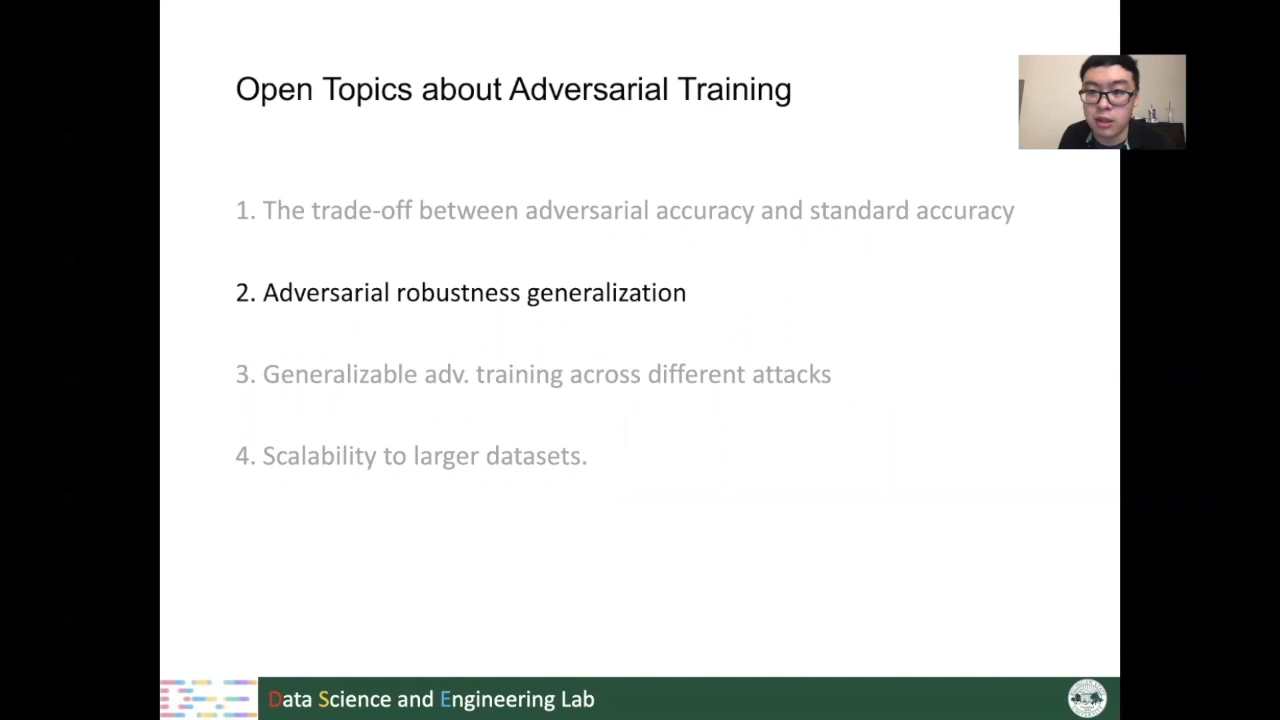 Open Topics about Adversarial Training
1. The trade-off between adversarial accuracy and standard accuracy
2. Adversarial robustness generalization
3. Generalizable adv. training across different attacks
4. Scalability to larger datasets.
Data Science and Engineering Lab